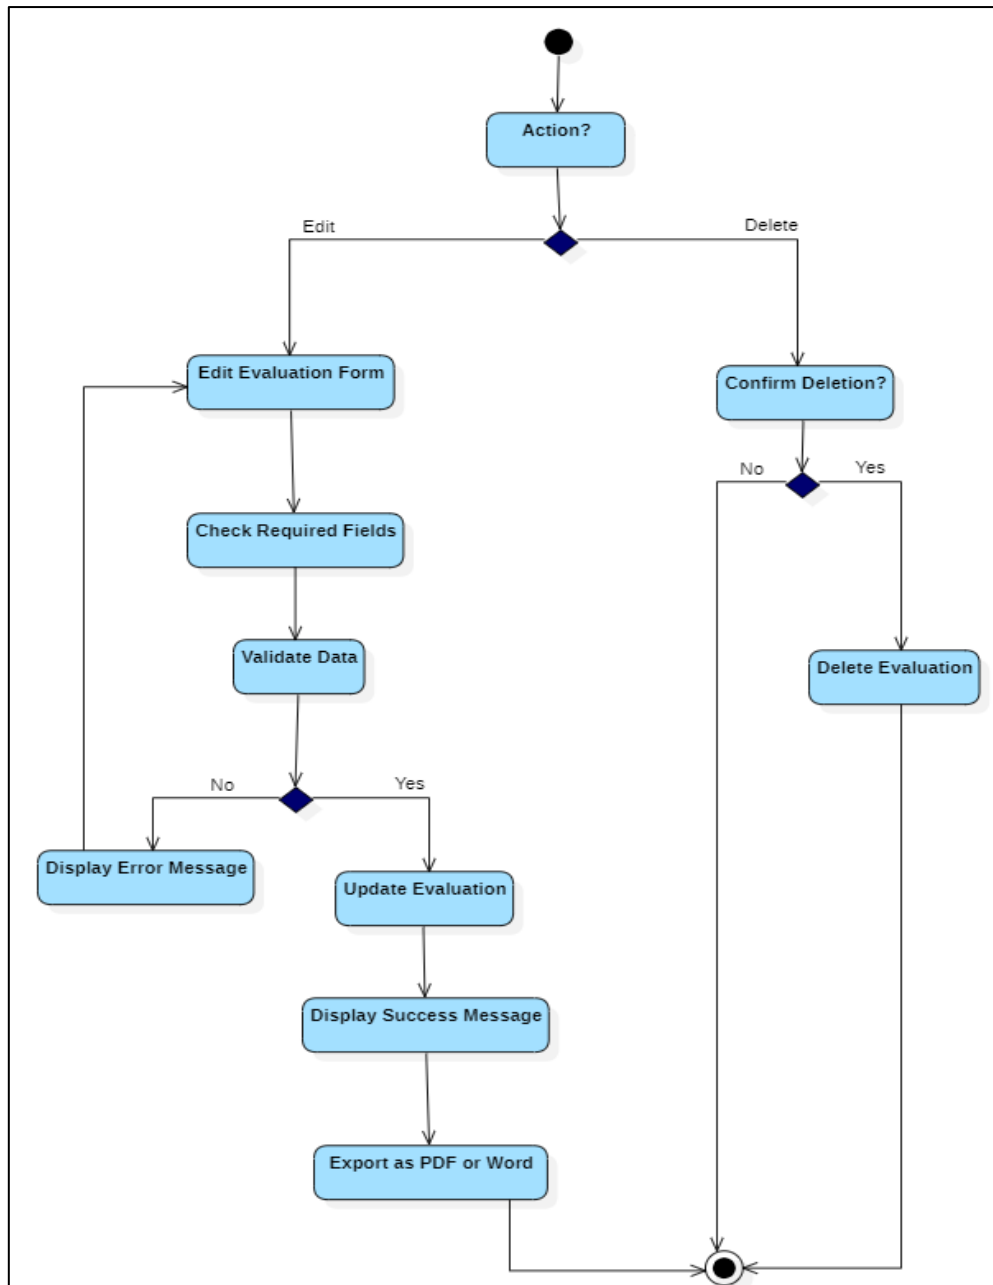 Action?
Edit
Delete
Edit Evaluation Form
Confirm Deletion?
No
Yes
Check Required Fields
Validate Data
Delete Evaluation
No
Yes
Display Error Message
Update Evaluation
Display Success Message
Export as PDF or Word